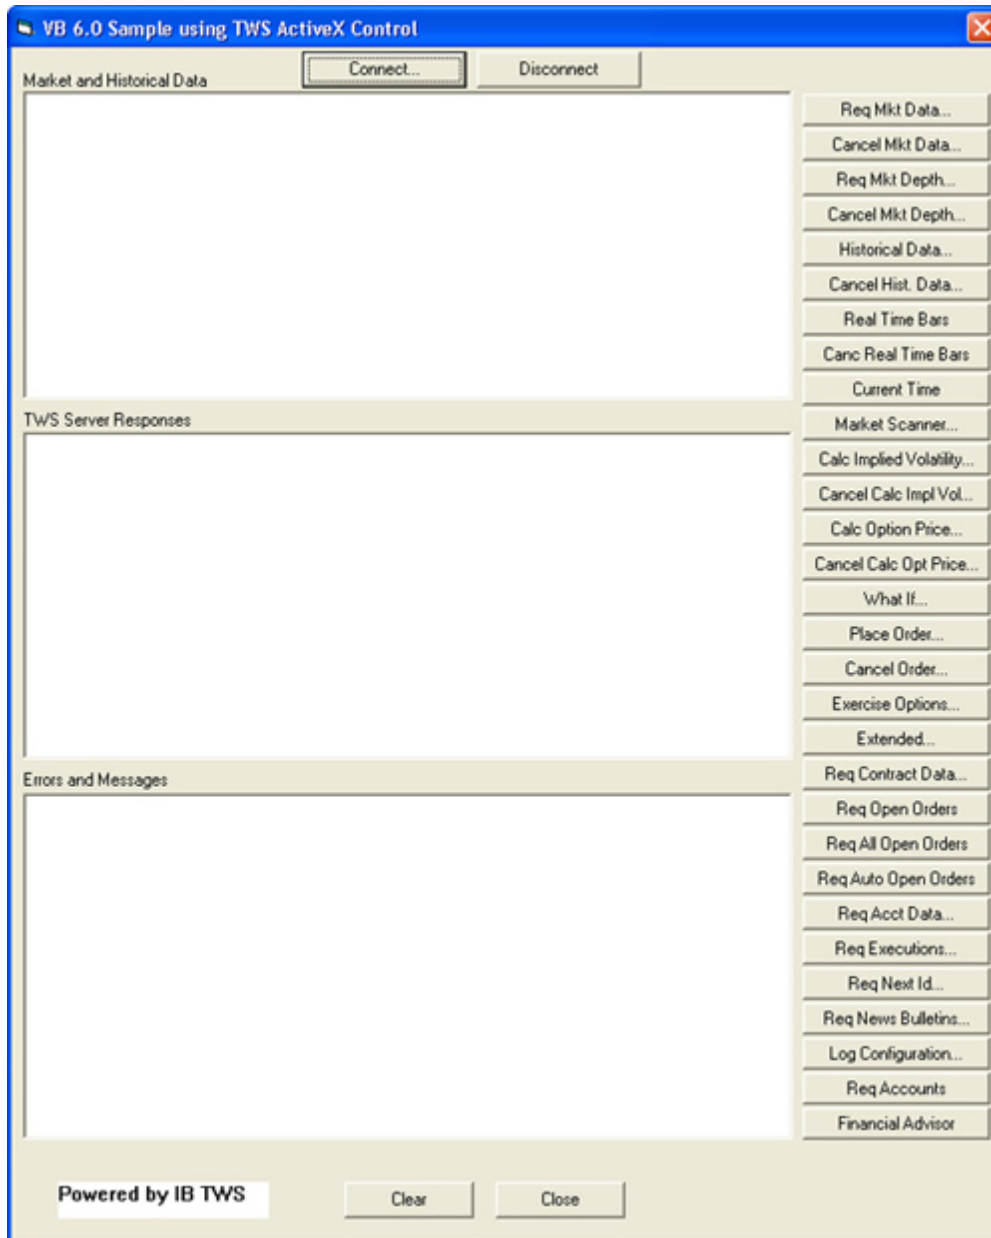 VB 6.0 Sample using TWS ActiveX Control
Connect...
Disconnect
Market and Historical Data
Req Mkt Data...
Cancel Mkt Data...
Req Mkt Depth...
Cancel Mkt Depth...
Historical Data...
Cancel Hist. Data...
Real Time Bars
Canc Real Time Bars
Current Time
Market Scanner...
Calc Implied Volatility...
Cancel Calc Impl Vol...
Calc Option Price...
Cancel Calc Opt Price...
What If...
Place Order...
Cancel Order...
Exercise Options...
Extended...
Req Contract Data...
Req Open Orders
Req All Open Orders
Req Auto Open Orders
Req Acct Data...
Req Executions...
Req Next Id...
Req News Bulletins...
Log Configuration...
Req Accounts
Financial Advisor
TWS Server Responses
Errors and Messages
Powered by IB TWS
Clear
Close